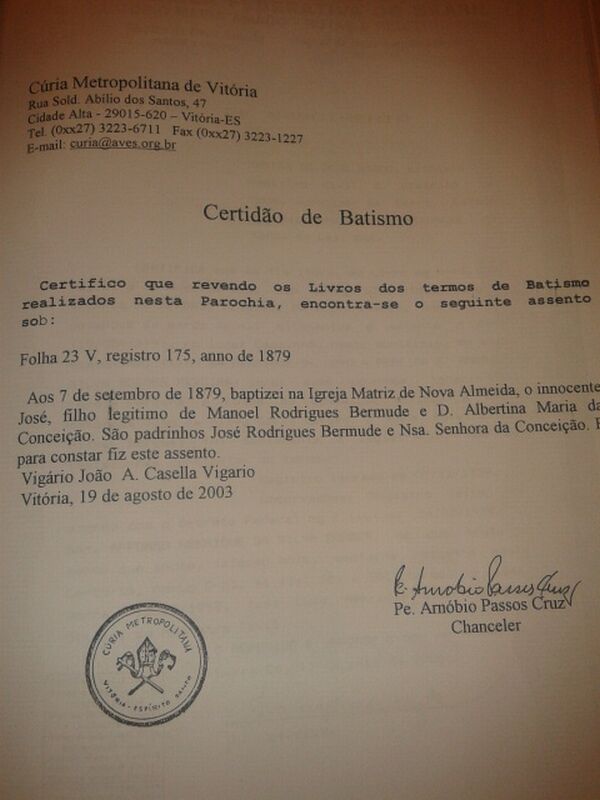 Cúria Metropolitana de Vitória
Rua Sold. Abílio dos Santos, 47
Cidade Alta - 29015-620 – Vitória-ES
Tel. (0xx27) 3223-6711 Fax (0xx27) 3223-1227
E-mail: curia@aves.org.br
Certidão de Batismo
Certifico que revendo os Livros dos termos de Batismo
realizados nesta Parochia, encontra-se o seguinte assento
sob:
Folha 23 V, registro 175, anno de 1879
Aos 7 de setembro de 1879, baptizei na Igreja Matriz de Nova Almeida, o innocente
José, filho legitimo de Manoel Rodrigues Bermude e D. Albertina Maria da
Conceição. São padrinhos José Rodrigues Bermude e Nsa. Senhora da Conceição. E
para constar fiz este assento.
Vigário João A. Casella Vigario
Vitória, 19 de agosto de 2003
Pe. Arnóbio Passos Cruz
Pe. Arnóbio Passos Cruz
Chanceler
CÚRIA METROPOLITANA
VITÓRIA - ESPÍRITO SANTO